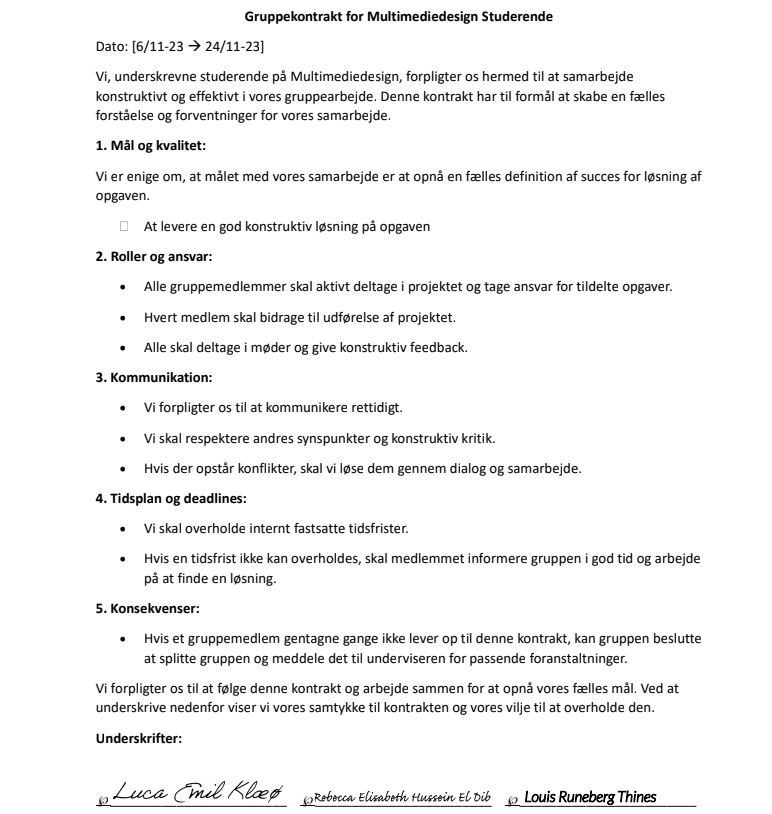 Gruppekontrakt for Multimediedesign Studerende
Dato: [6/11-23 → 24/11-23]
Vi, underskrevne studerende på Multimediedesign, forpligter os hermed til at samarbejde
konstruktivt og effektivt i vores gruppearbejde. Denne kontrakt har til formål at skabe en fælles
forståelse og forventninger for vores samarbejde.
1. Mål og kvalitet:
Vi er enige om, at målet med vores samarbejde er at opnå en fælles definition af succes for løsning af
opgaven.
At levere en god konstruktiv løsning på opgaven
2. Roller og ansvar:
• Alle gruppemedlemmer skal aktivt deltage i projektet og tage ansvar for tildelte opgaver.
• Hvert medlem skal bidrage til udførelse af projektet.
• Alle skal deltage i møder og give konstruktiv feedback.
3. Kommunikation:
• Vi forpligter os til at kommunikere rettidigt.
• Vi skal respektere andres synspunkter og konstruktiv kritik.
• Hvis der opstår konflikter, skal vi løse dem gennem dialog og samarbejde.
4. Tidsplan og deadlines:
• Vi skal overholde internt fastsatte tidsfrister.
• Hvis en tidsfrist ikke kan overholdes, skal medlemmet informere gruppen i god tid og arbejde
på at finde en løsning.
5. Konsekvenser:
• Hvis et gruppemedlem gentagne gange ikke lever op til denne kontrakt, kan gruppen beslutte
at splitte gruppen og meddele det til underviseren for passende foranstaltninger.
Vi forpligter os til at følge denne kontrakt og arbejde sammen for at opnå vores fælles mål. Ved at
underskrive nedenfor viser vi vores samtykke til kontrakten og vores vilje til at overholde den.
Underskrifter:
Luca Emil Klæø Rebecca Elisabeth Hussein El Dib Louis Runeberg Thines